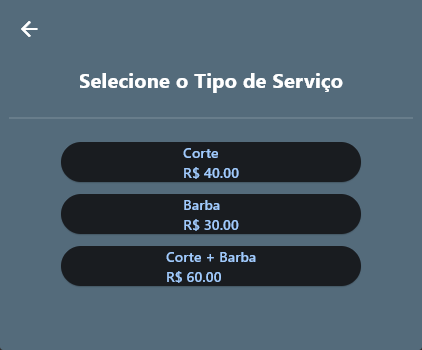 Selecione o Tipo de Serviço
Corte
R$ 40.00
Barba
R$ 30.00
Corte + Barba
R$ 60.00